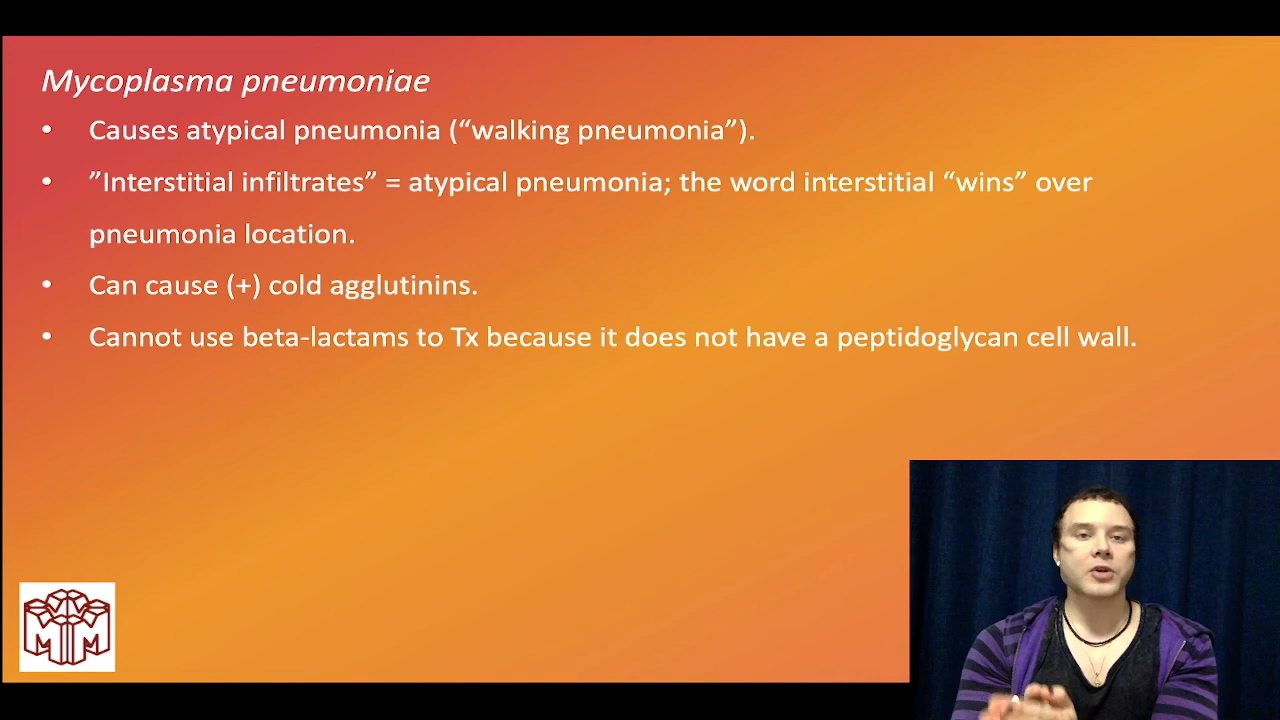 Mycoplasma pneumoniae
• Causes atypical pneumonia (“walking pneumonia”).
• ”Interstitial infiltrates” = atypical pneumonia; the word interstitial “wins” over
pneumonia location.
• Can cause (+) cold agglutinins.
• Cannot use beta-lactams to Tx because it does not have a peptidoglycan cell wall.
M M